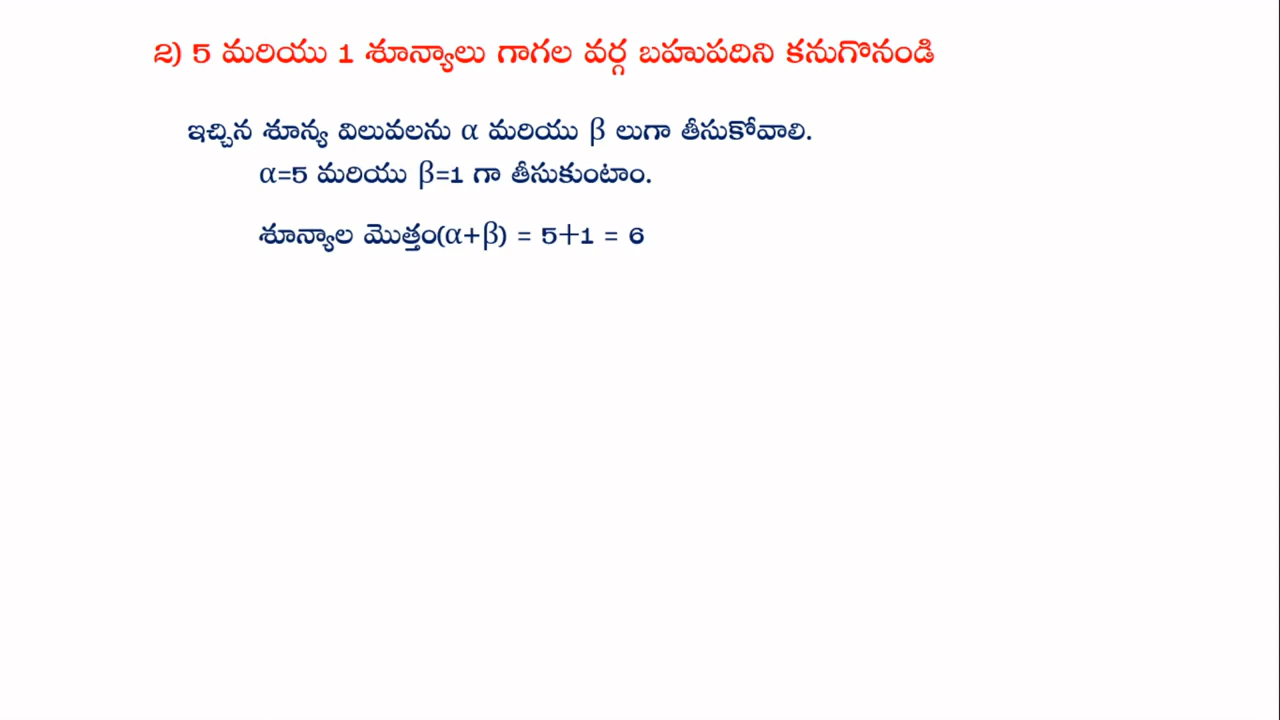 2) 5 మరియు 1 శూన్యాలు గాగల వర్గ బహుపదిని కనుగొనండి
ఇచ్చిన శూన్య విలువలను α మరియు β లుగా తీసుకోవాలి.
α=5 మరియు β=1 గా తీసుకుంటాం.
శూన్యాల మొత్తం(α+β) = 5+1 = 6